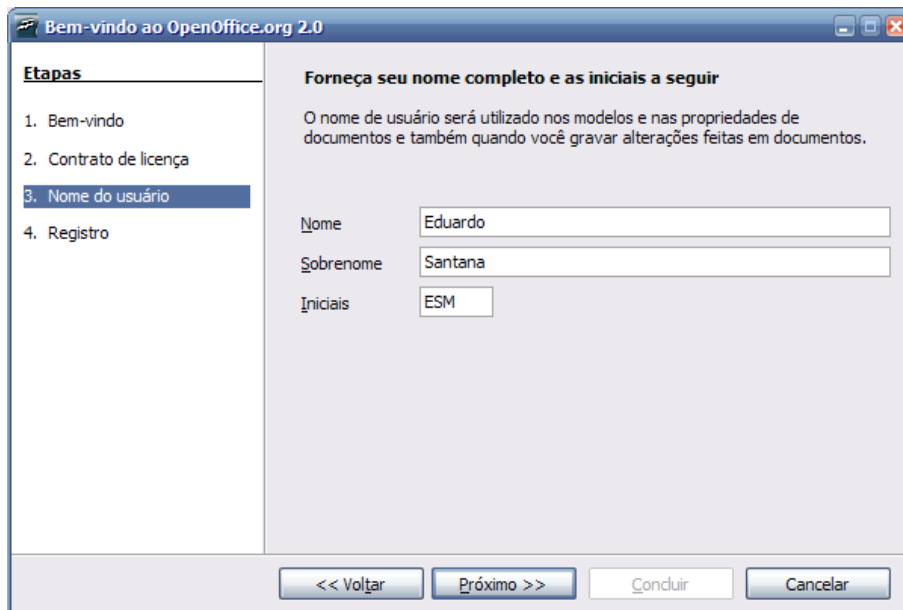 Bem-vindo ao OpenOffice.org 2.0
Etapas
1. Bem-vindo
2. Contrato de licença
3. Nome do usuário
4. Registro
Forneça seu nome completo e as iniciais a seguir
O nome de usuário será utilizado nos modelos e nas propriedades de
documentos e também quando você gravar alterações feitas em documentos.
Nome Eduardo
Sobrenome Santana
Iniciais ESM
<< Voltar Próximo >> Concluir Cancelar